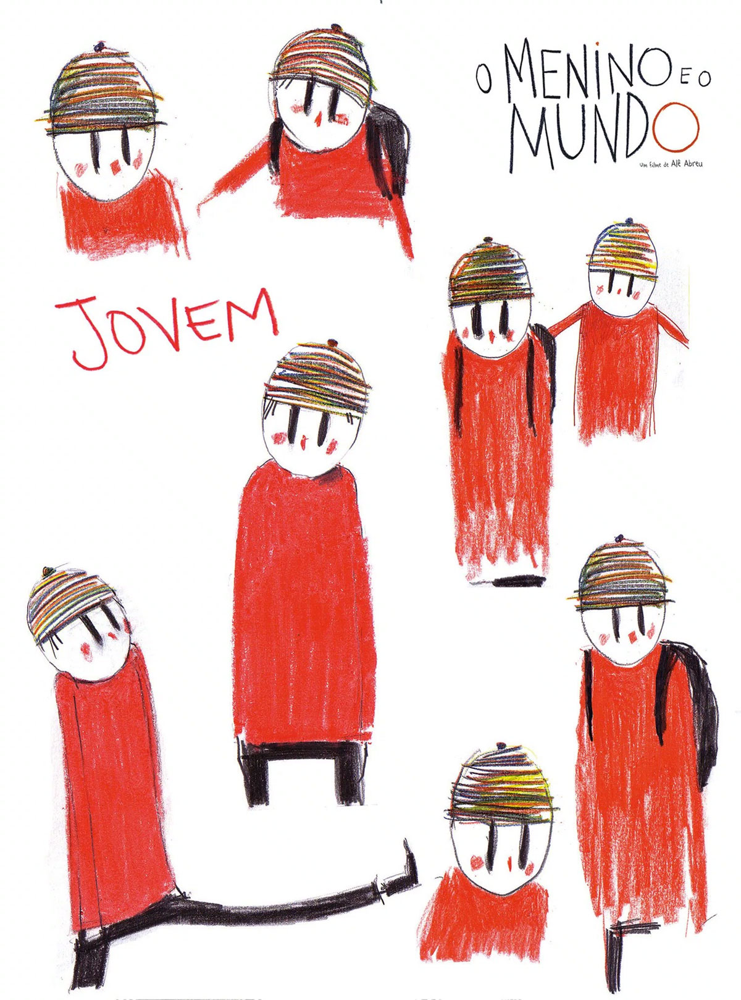 O MENINO E O
MUNDO
Um filme de Alê Abreu
JOVEM